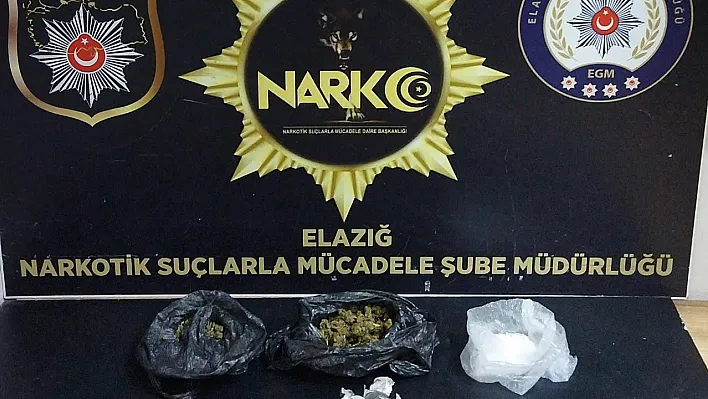 NARKO
NARKOTİK SUÇLARLA MÜCADELE DAİRE BAŞKANLIĞI
EGM
ELAZIĞ
NARKOTİK SUÇLARLA MÜCADELE ŞUBE MÜDÜRLÜĞÜ